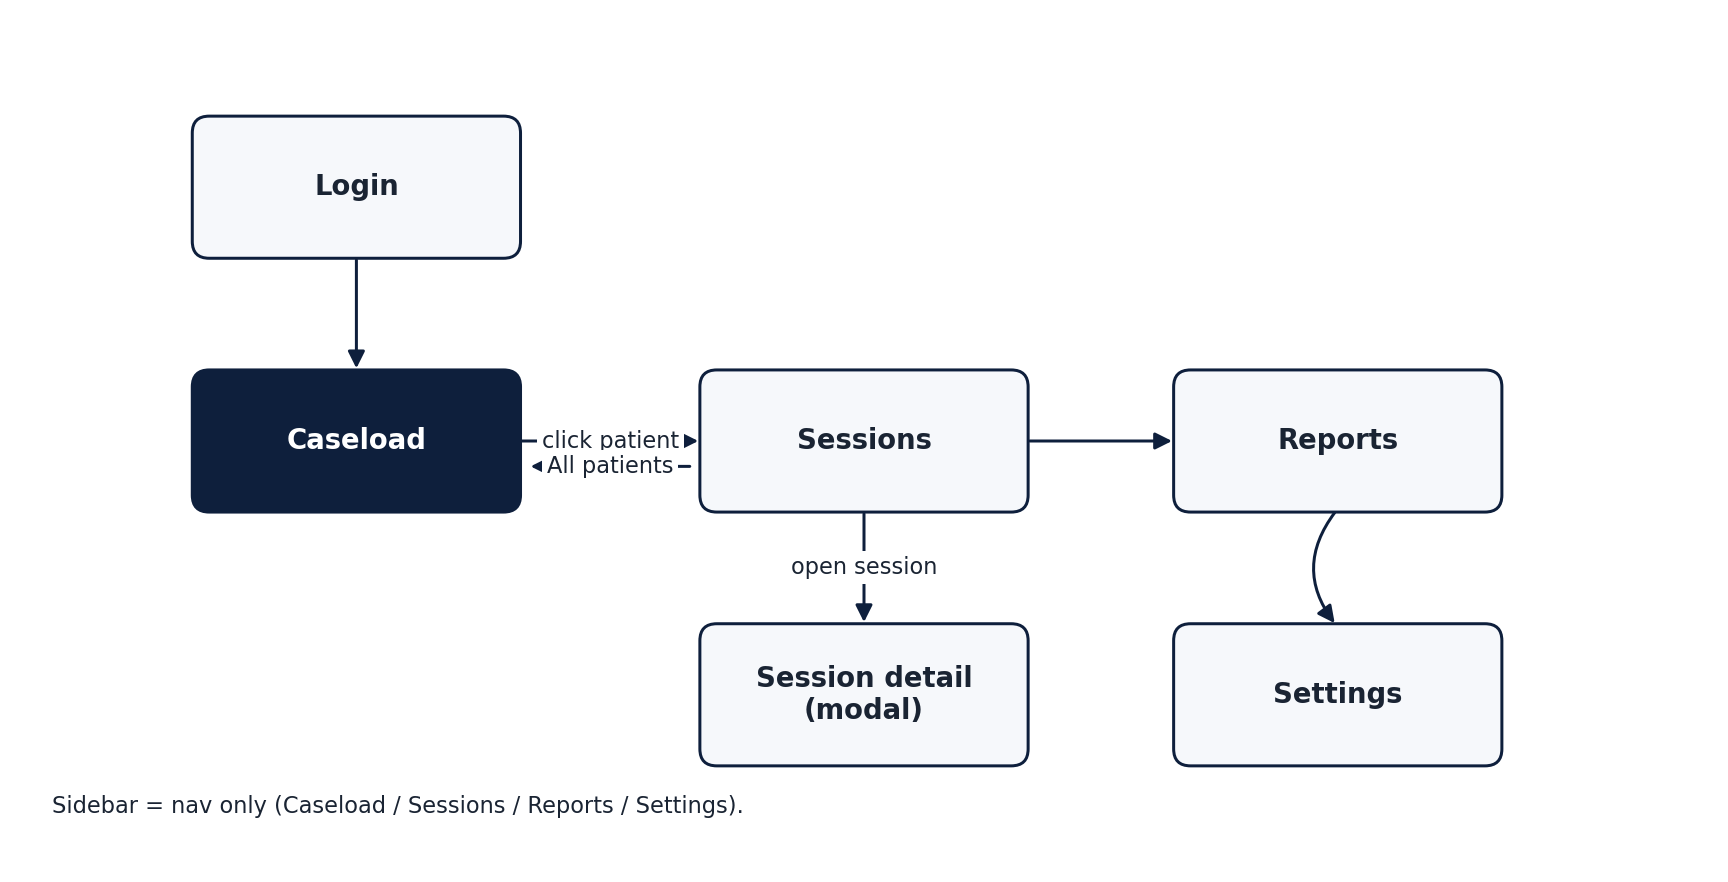 Login
Caseload
click patient
All patients
Sessions
Reports
open session
Session detail
(modal)
Settings
Sidebar = nav only (Caseload / Sessions / Reports / Settings).